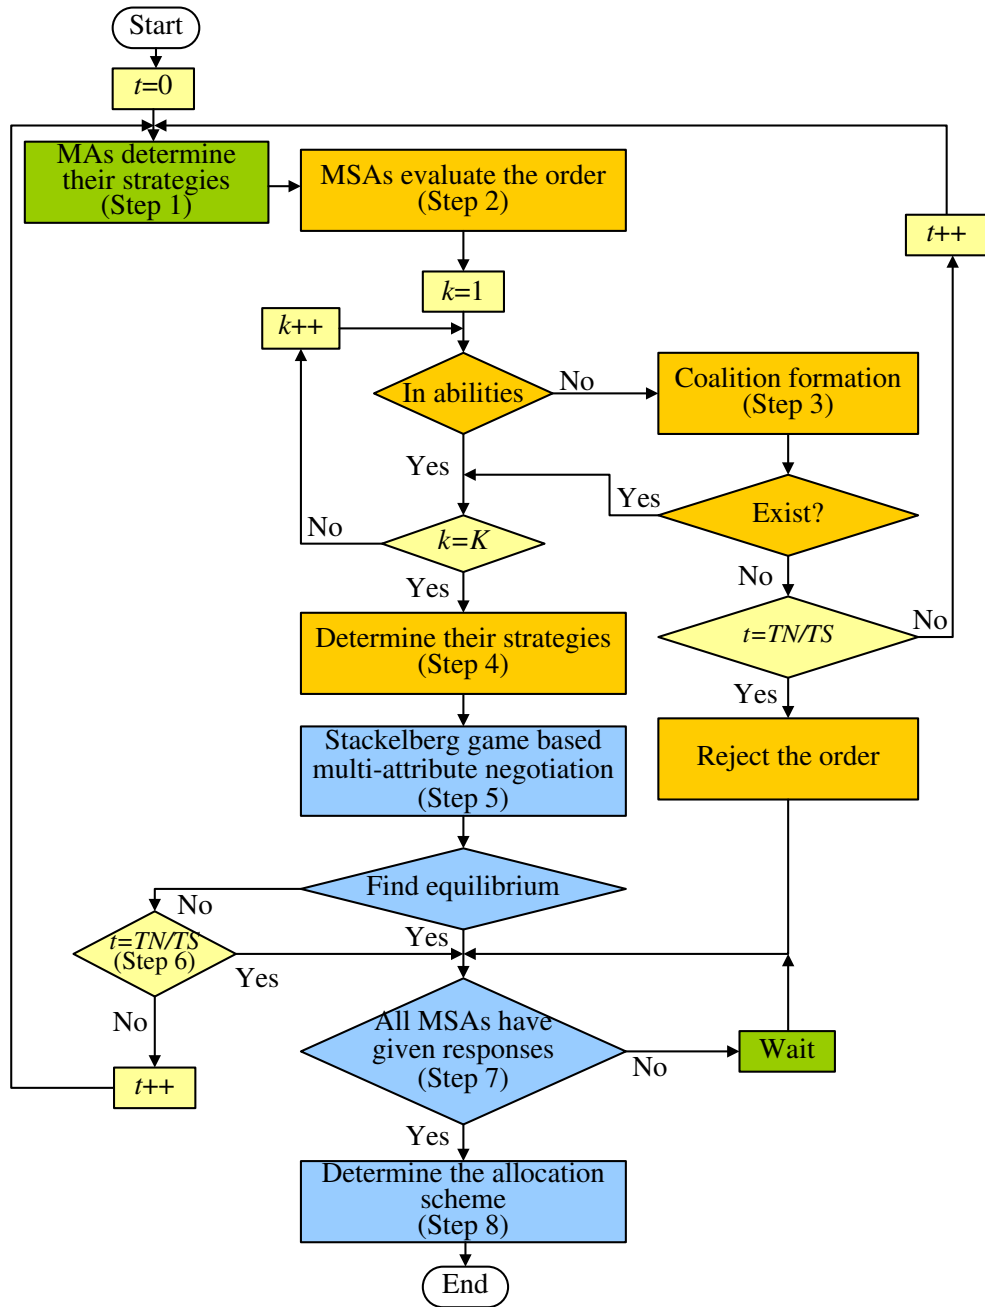 Start
t=0
MAs determine
their strategies
(Step 1)
MSAs evaluate the order
(Step 2)
t++
k=1
k++
In abilities
No
Coalition formation
(Step 3)
Yes
Yes
Exist?
No
k=K
No
Yes
t=TN/TS
No
Determine their strategies
(Step 4)
Yes
Reject the order
Stackelberg game based
multi-attribute negotiation
(Step 5)
Find equilibrium
No
Yes
t=TN/TS
(Step 6)
Yes
No
All MSAs have
given responses
(Step 7)
No
Wait
t++
Yes
Determine the allocation
scheme
(Step 8)
End